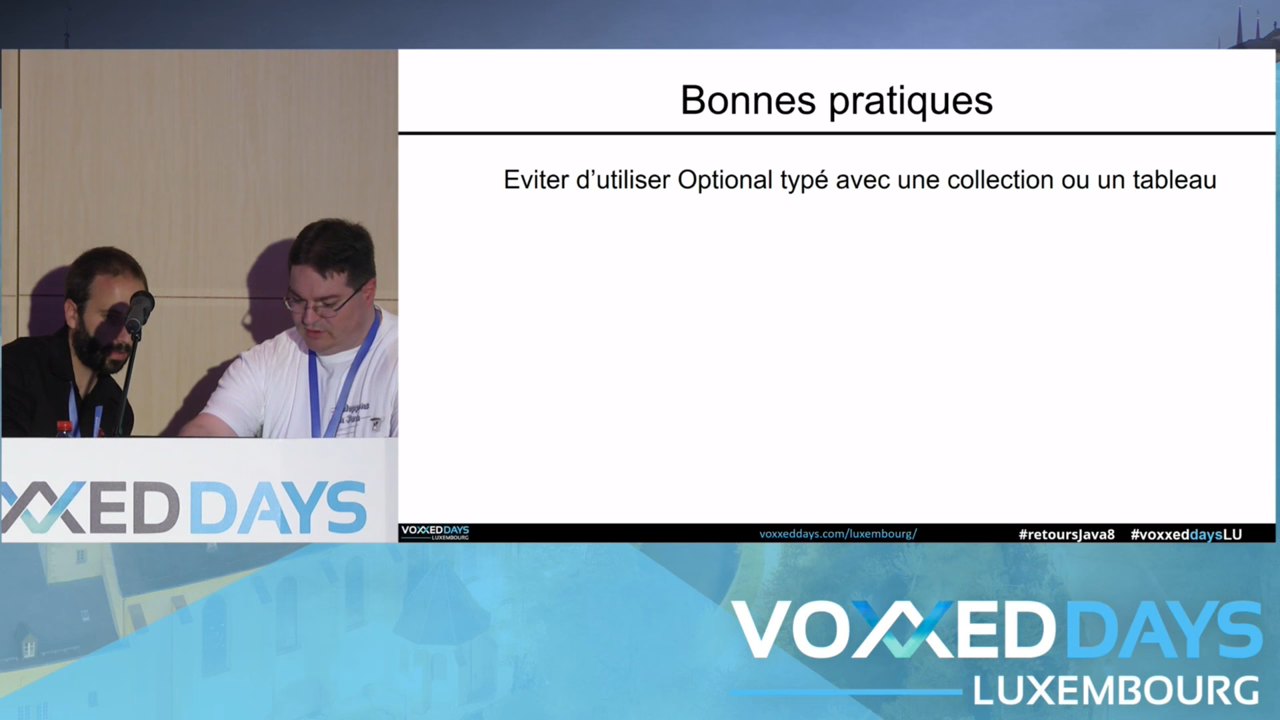 Bonnes pratiques
Eviter d’utiliser Optional typé avec une collection ou un tableau
XXED DAYS
VOXXED DAYS
LUXEMBOURG
voxxeddays.com/luxembourg/
#retoursJava8 #voxxeddaysLU
VOXXED DAYS
LUXEMBOURG